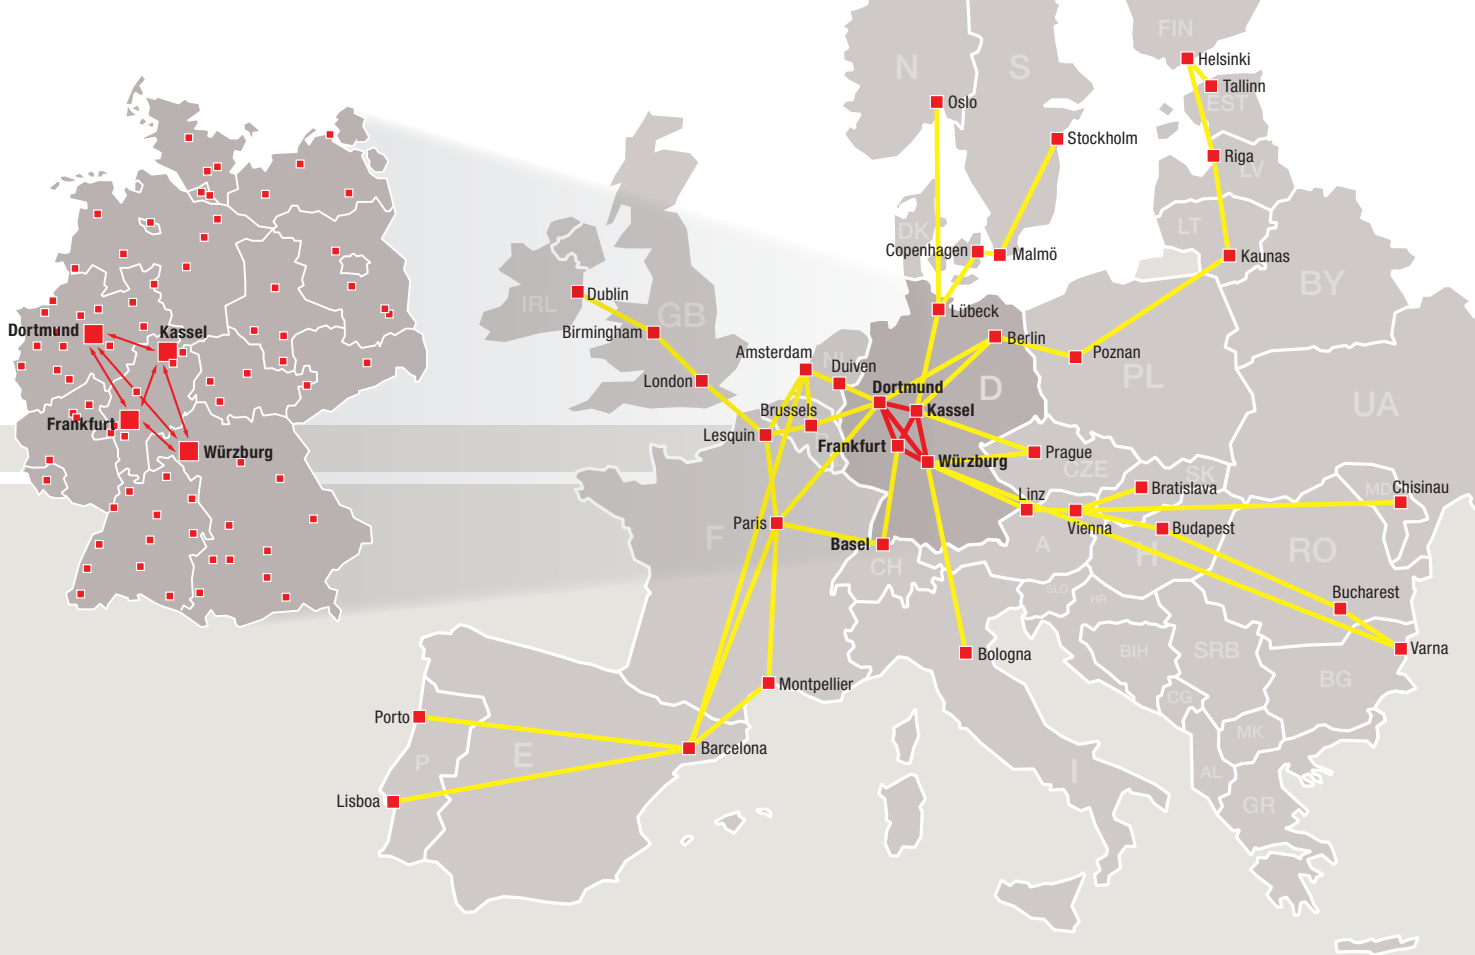 FIN
Helsinki
N
S
Tallinn
EST
Oslo
Stockholm
Riga
LV
LT
DK
Copenhagen
Malmö
Kaunas
BY
IRL
Dublin
GB
Lübeck
Dortmund
Kassel
Birmingham
Berlin
Amsterdam
NL
Poznan
Duiven
PL
London
Dortmund
D
Kassel
UA
Brussels
Frankfurt
Lesquin
B
Frankfurt
Würzburg
Würzburg
Prague
CZE
SK
Bratislava
MD
Chisinau
Linz
Paris
F
Vienna
Budapest
Basel
A
H
RO
CH
SLO
HR
Bucharest
Bologna
BIH
SRB
Varna
BG
Montpellier
CG
Porto
MK
Barcelona
P
E
I
AL
Lisboa
GR